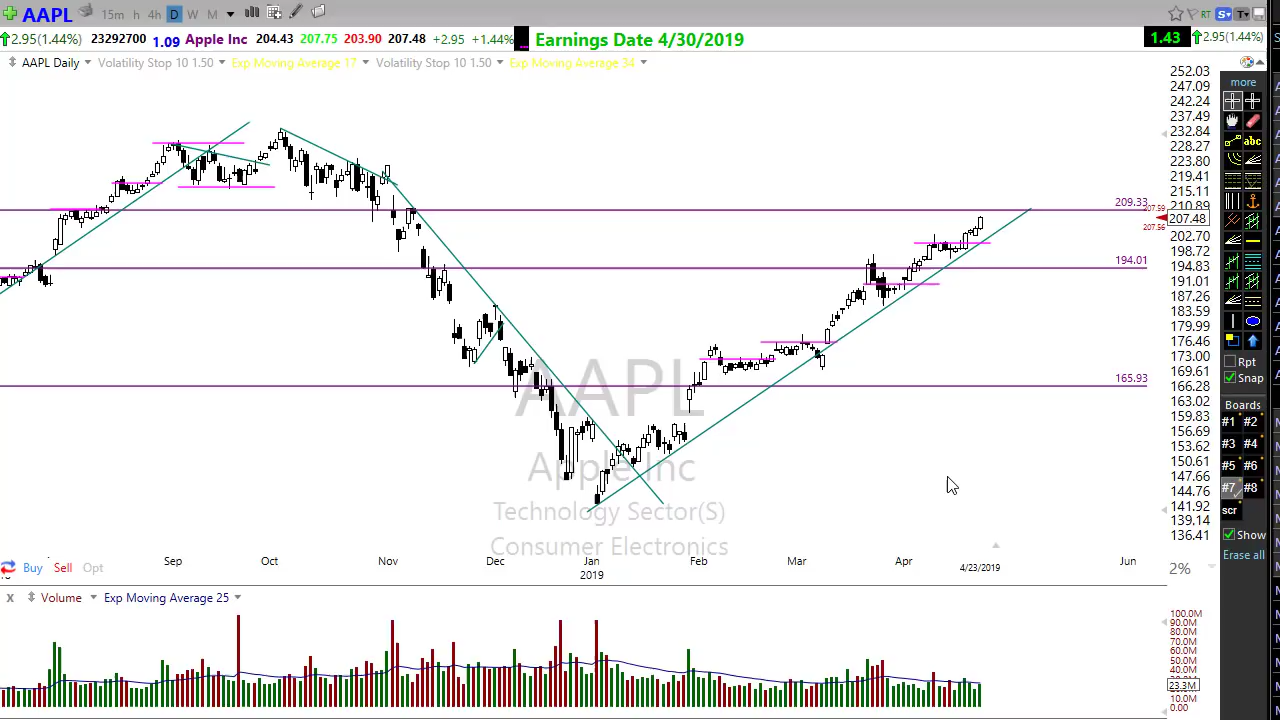 AAPL 15m h 4h D W M RT S T
2.95(1.44%) 23292700 1.09 Apple Inc 204.43 207.75 203.90 207.48 +2.95 +1.44% Earnings Date 4/30/2019 1.43 2.95(1.44%)
AAPL Daily Volatility Stop 10 1.50 Exp Moving Average 17 Volatility Stop 10 1.50 Exp Moving Average 34
252.03
247.09
242.24
237.49
232.84
228.27
223.80
219.41
215.11
210.89
207.48
202.70
198.72
194.83
191.01
187.26
183.59
179.99
176.46
173.00
169.61
166.28
163.02
159.83
156.69
153.62
150.61
147.66
144.76
141.92
139.14
136.41
209.33
207.59
207.56
194.01
165.93
AAPL
Apple Inc
Technology Sector(S)
Consumer Electronics
Sep Oct Nov Dec Jan Feb Mar Apr Jun
2019 4/23/2019
Buy Sell Opt 2%
X Volume Exp Moving Average 25
100.0M
90.0M
80.0M
70.0M
60.0M
50.0M
40.0M
23.3M
10.0M
0.00
more
abc
Rpt
Snap
Boards
#1 #2
#3 #4
#5 #6
#7 #8
scr
Show
Erase all